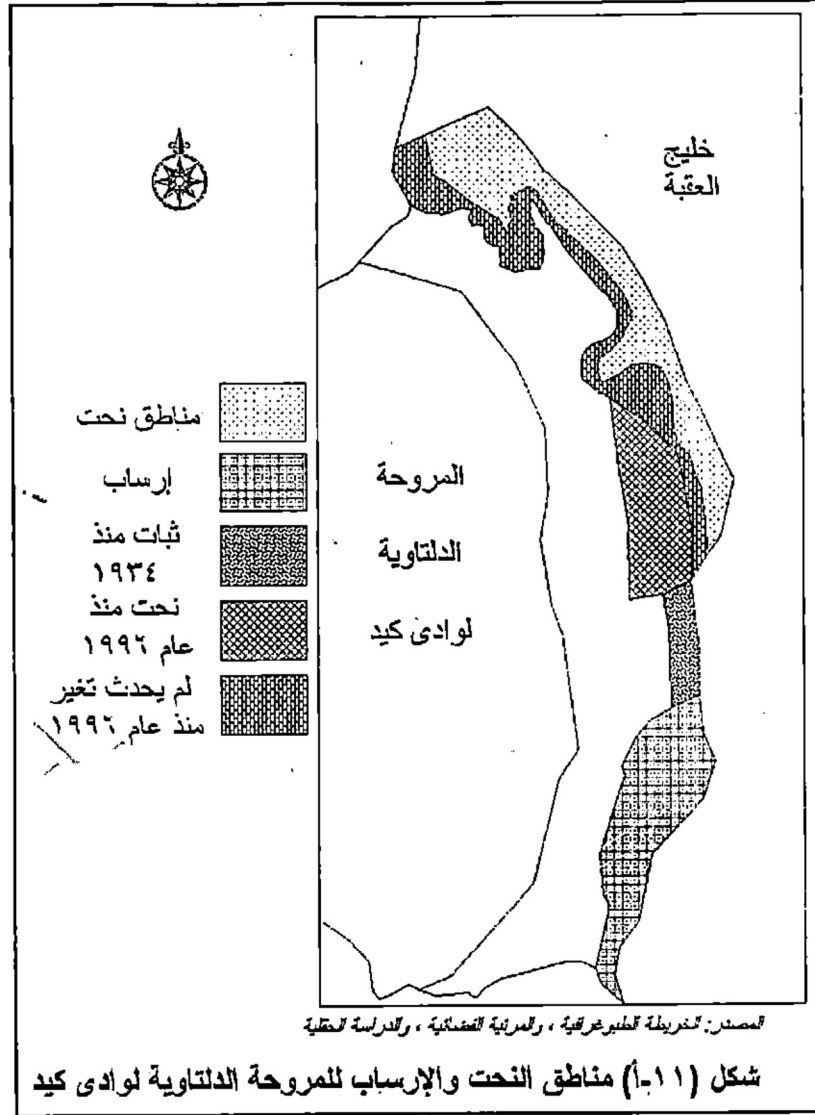 خليج
العقبة
مناطق نحت
إرساب
ثبات منذ
١٩٣٤
نحت منذ
عام ١٩٩٦
لم يحدث تغير
منذ عام ١٩٩٦
المروحة
الدلتاوية
لوادى كيد
المصدر: الخريطة الطبوغرافية ، والمرئية الفضائية ، والدراسة الحقلية
شكل (١١-أ) مناطق النحت والإرساب للمروحة الدلتاوية لوادى كيد